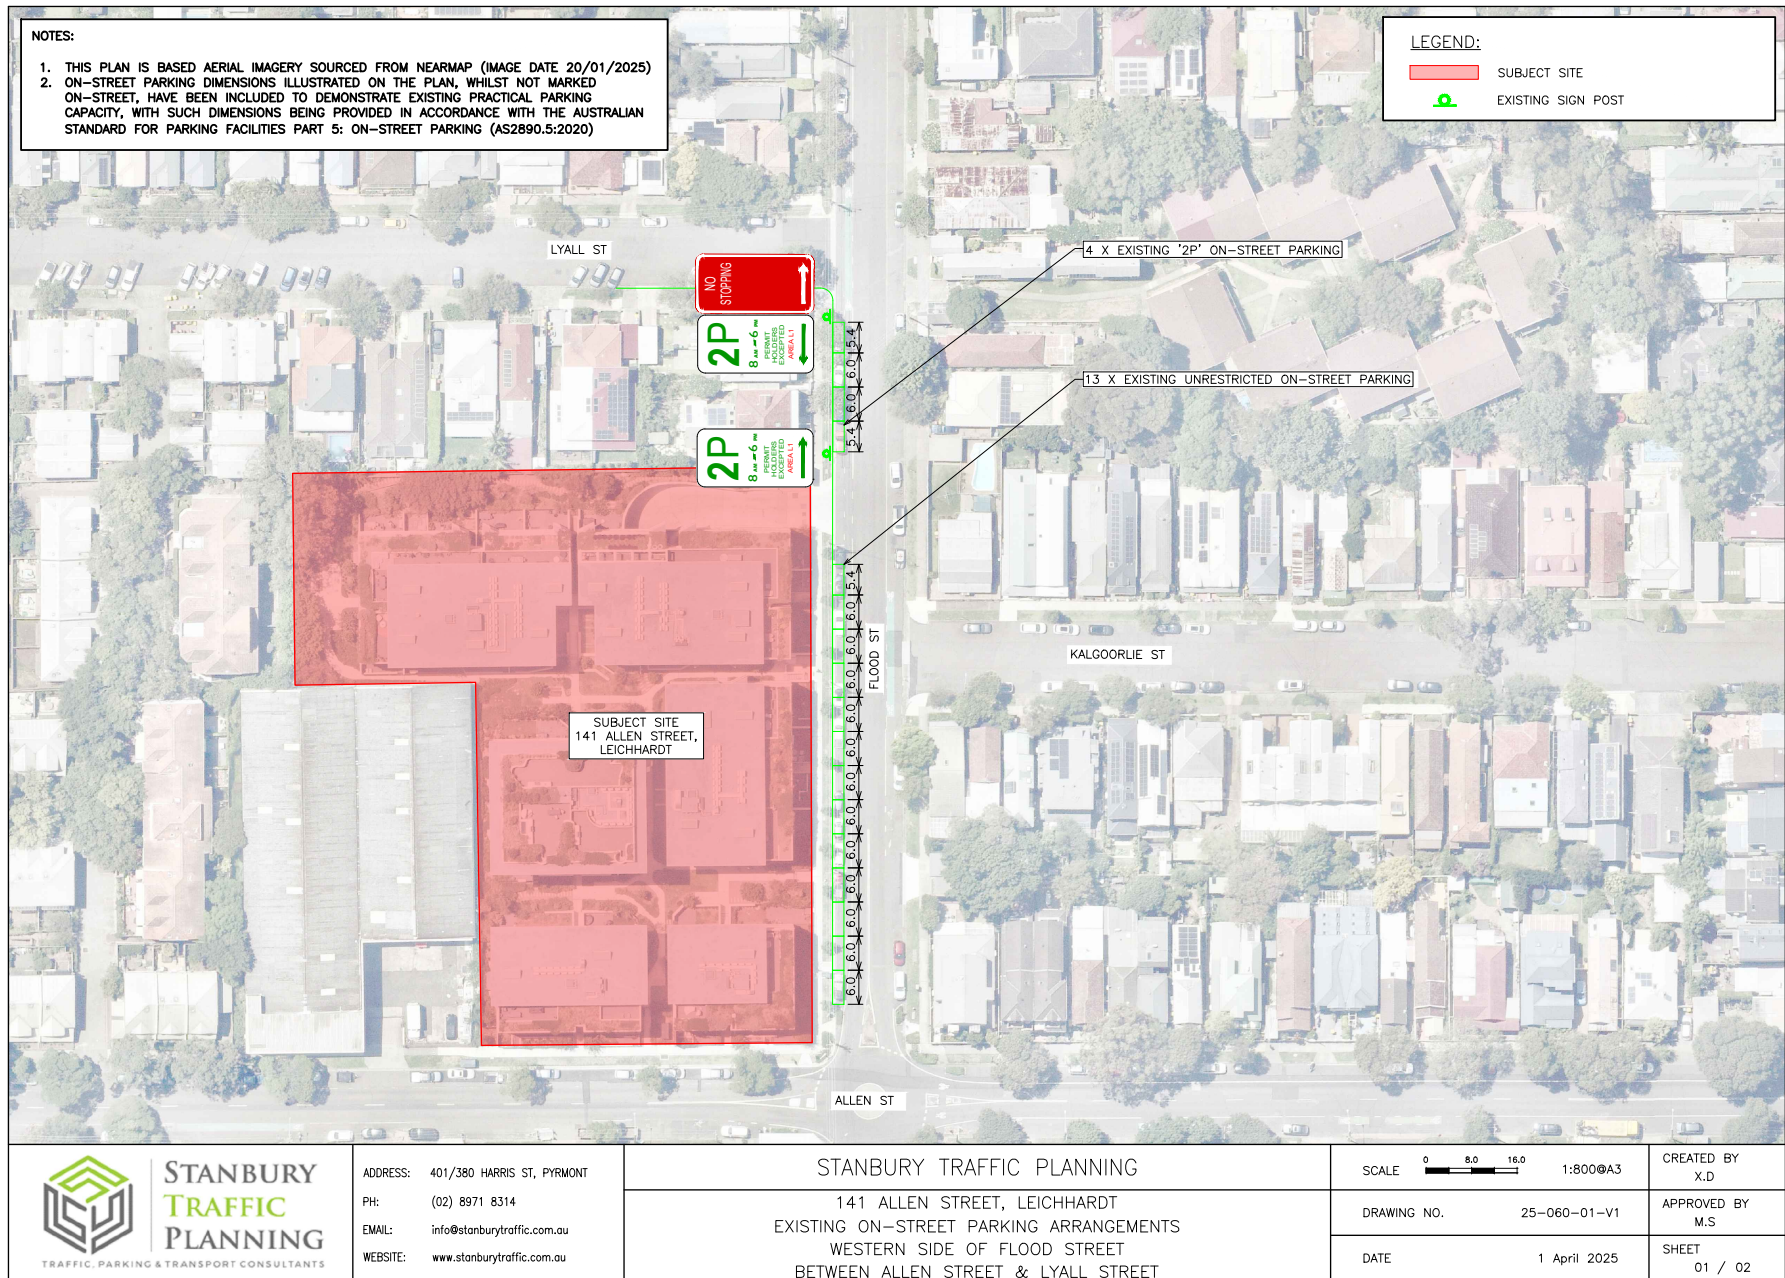 NOTES:
1. THIS PLAN IS BASED AERIAL IMAGERY SOURCED FROM NEARMAP (IMAGE DATE 20/01/2025)
2. ON-STREET PARKING DIMENSIONS ILLUSTRATED ON THE PLAN, WHILST NOT MARKED
ON-STREET, HAVE BEEN INCLUDED TO DEMONSTRATE EXISTING PRACTICAL PARKING
CAPACITY, WITH SUCH DIMENSIONS BEING PROVIDED IN ACCORDANCE WITH THE AUSTRALIAN
STANDARD FOR PARKING FACILITIES PART 5: ON-STREET PARKING (AS2890.5:2020)
LEGEND:
SUBJECT SITE
EXISTING SIGN POST
LYALL ST
4 X EXISTING '2P' ON-STREET PARKING
NO
STOPPING
2P
8 AM - 6 PM
PERMIT
HOLDERS
EXCEPTED
AREA L1
5.4
6.0
6.0
5.4
13 X EXISTING UNRESTRICTED ON-STREET PARKING
2P
8 AM - 6 PM
PERMIT
HOLDERS
EXCEPTED
AREA L1
5.4
6.0
6.0
6.0
6.0
6.0
6.0
6.0
6.0
6.0
6.0
6.0
6.0
FLOOD ST
KALGOORLIE ST
SUBJECT SITE
141 ALLEN STREET,
LEICHHARDT
ALLEN ST
STANBURY
TRAFFIC
PLANNING
TRAFFIC, PARKING & TRANSPORT CONSULTANTS
ADDRESS: 401/380 HARRIS ST, PYRMONT
PH: (02) 8971 8314
EMAIL: info@stanburytraffic.com.au
WEBSITE: www.stanburytraffic.com.au
STANBURY TRAFFIC PLANNING
141 ALLEN STREET, LEICHHARDT
EXISTING ON-STREET PARKING ARRANGEMENTS
WESTERN SIDE OF FLOOD STREET
BETWEEN ALLEN STREET & LYALL STREET
SCALE 0 8.0 16.0 1:800@A3
DRAWING NO. 25-060-01-V1
DATE 1 April 2025
CREATED BY
X.D
APPROVED BY
M.S
SHEET
01 / 02